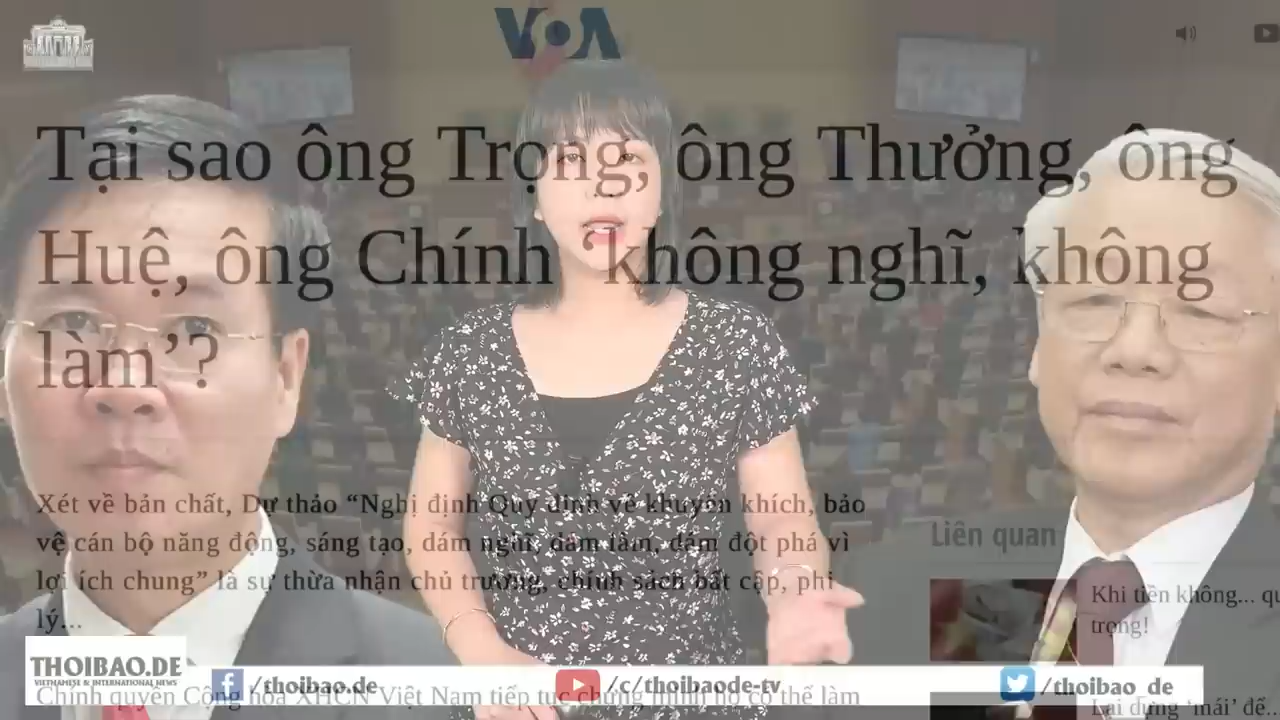 VOA
Tại sao ông Trọng, ông Thưởng, ông
Huệ, ông Chính ‘không nghĩ, không
làm’?
Xét về bản chất, Dự thảo “Nghị định Quy định về khuyến khích, bảo
vệ cán bộ năng động, sáng tạo, dám nghĩ, dám làm, dám đột phá vì
lợi ích chung” là sự thừa nhận chủ trương, chính sách bất cập, phi
lý...
Liên quan
Khi tiền không... qu
trọng!
THOIBAO.DE
VIETNAMESE & INTERNATIONAL NEWS
/thoibao.de
/c/thoibaode-tv
/thoibao_de
Chính quyền Cộng hòa XHCN Việt Nam tiếp tục chứng minh họ có thể làm
Lại dựng ‘mái’ để...